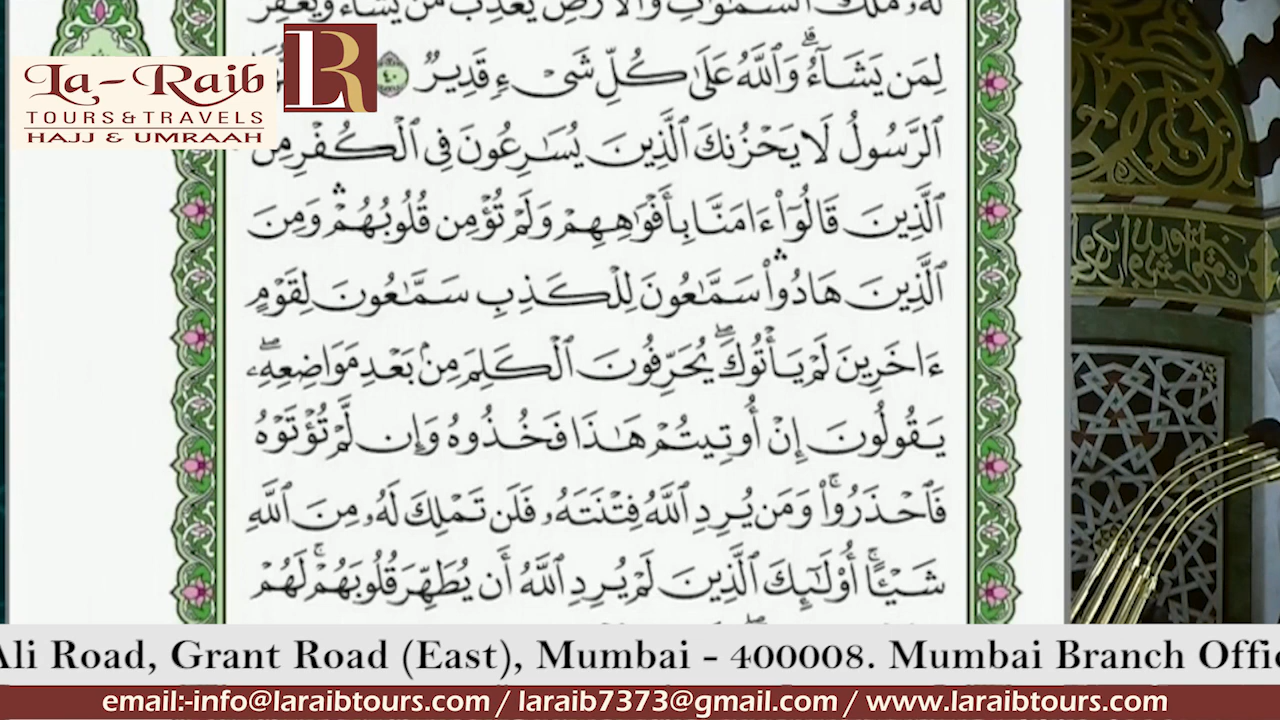 La-Raib
TOURS & TRAVELS
HAJJ & UMRAAH
LR
لَهُۥ مُلْكُ ٱلسَّمَٰوَٰتِ وَٱلْأَرْضِ يُعَذِّبُ مَن يَشَآءُ وَيَغْفِرُ
لِمَن يَشَآءُ ۗ وَٱللَّهُ عَلَىٰ كُلِّ شَىْءٍ قَدِيرٌ ٤٠
ٱلرَّسُولُ لَا يَحْزُنكَ ٱلَّذِينَ يُسَٰرِعُونَ فِى ٱلْكُفْرِ مِنَ
ٱلَّذِينَ قَالُوٓا۟ ءَامَنَّا بِأَفْوَٰهِهِمْ وَلَمْ تُؤْمِن قُلُوبُهُمْ ۛ وَمِنَ
ٱلَّذِينَ هَادُوا۟ ۛ سَمَّٰعُونَ لِلْكَذِبِ سَمَّٰعُونَ لِقَوْمٍ
ءَاخَرِينَ لَمْ يَأْتُوكَ ۖ يُحَرِّفُونَ ٱلْكَلِمَ مِنۢ بَعْدِ مَوَاضِعِهِۦ ۖ
يَقُولُونَ إِنْ أُوتِيتُمْ هَٰذَا فَخُذُوهُ وَإِن لَّمْ تُؤْتَوْهُ
فَٱحْذَرُوا۟ ۚ وَمَن يُرِدِ ٱللَّهُ فِتْنَتَهُۥ فَلَن تَمْلِكَ لَهُۥ مِنَ ٱللَّهِ
شَيْـًٔا ۚ أُو۟لَٰٓئِكَ ٱلَّذِينَ لَمْ يُرِدِ ٱللَّهُ أَن يُطَهِّرَ قُلُوبَهُمْ ۚ لَهُمْ
Ali Road, Grant Road (East), Mumbai - 400008. Mumbai Branch Offic
email:-info@laraibtours.com / laraib7373@gmail.com / www.laraibtours.com